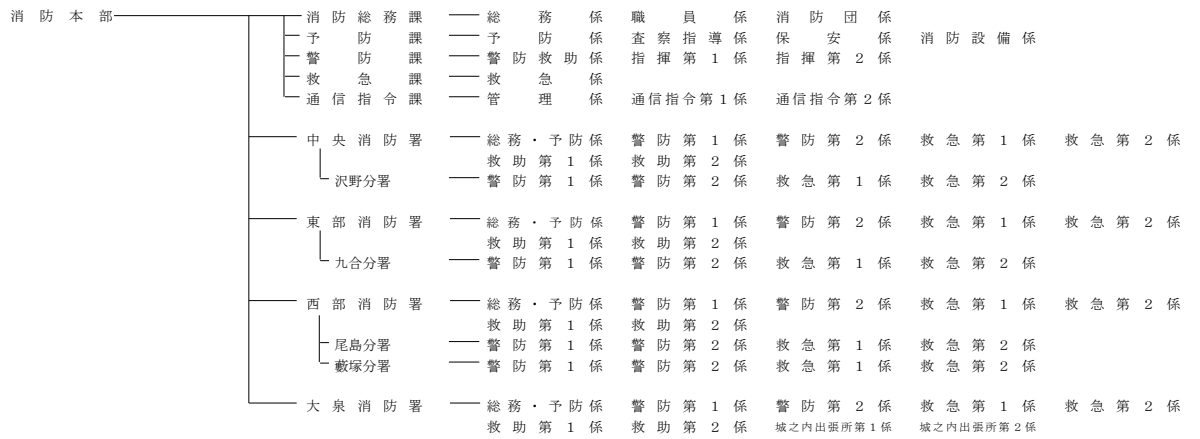 消防本部 消防総務課 総務係 職員係 消防団係
予防課 予防係 査察指導係 保安係 消防設備係
警防課 警防救助係 指揮第1係 指揮第2係
救急課 救急係
通信指令課 管理係 通信指令第1係 通信指令第2係
中央消防署 総務・予防係 警防第1係 警防第2係 救急第1係 救急第2係
救助第1係 救助第2係
沢野分署 警防第1係 警防第2係 救急第1係 救急第2係
東部消防署 総務・予防係 警防第1係 警防第2係 救急第1係 救急第2係
救助第1係 救助第2係
九合分署 警防第1係 警防第2係 救急第1係 救急第2係
西部消防署 総務・予防係 警防第1係 警防第2係 救急第1係 救急第2係
救助第1係 救助第2係
尾島分署 警防第1係 警防第2係 救急第1係 救急第2係
藪塚分署 警防第1係 警防第2係 救急第1係 救急第2係
大泉消防署 総務・予防係 警防第1係 警防第2係 救急第1係 救急第2係
救助第1係 救助第2係 城之内出張所第1係 城之内出張所第2係